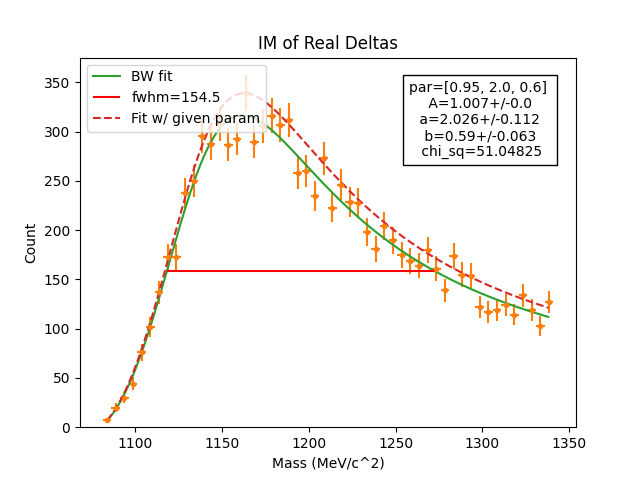 IM of Real Deltas
BW fit
fwhm=154.5
Fit w/ given param
par=[0.95, 2.0, 0.6]
A=1.007+/-0.0
a=2.026+/-0.112
b=0.59+/-0.063
chi_sq=51.04825
350
300
250
200
150
100
50
0
Count
1100 1150 1200 1250 1300 1350
Mass (MeV/c^2)